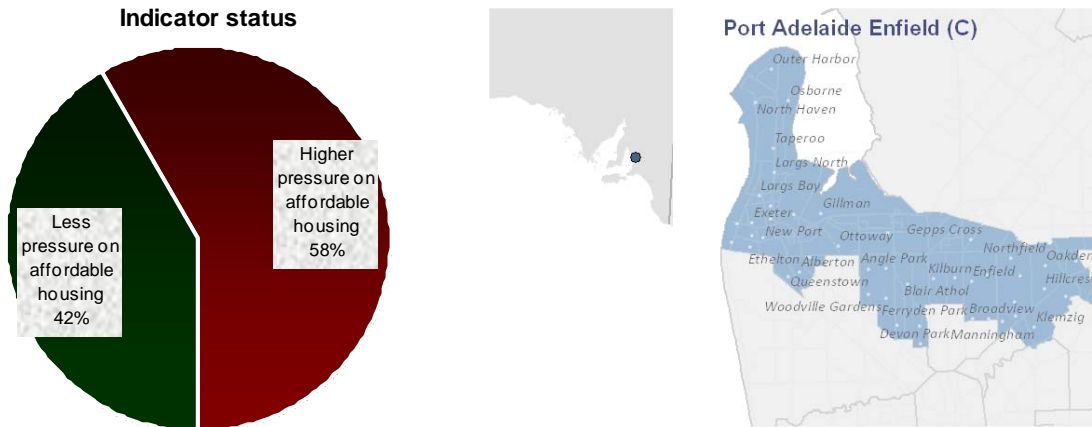 Indicator status
Higher
pressure on
affordable
housing
58%
Less
pressure on
affordable
housing
42%
Port Adelaide Enfield (C)
Outer Harbor
Osborne
North Haven
Taperoo
Largs North
Largs Bay
Gillman
Exeter
New Port
Ottoway
Gepps Cross
Northfield
Oakden
Ethelton
Alberton
Angle Park
Kilburn
Enfield
Hillcrest
Queenstown
Blair Athol
Woodville Gardens
Ferryden Park
Broadview
Klemzig
Devon Park
Manningham